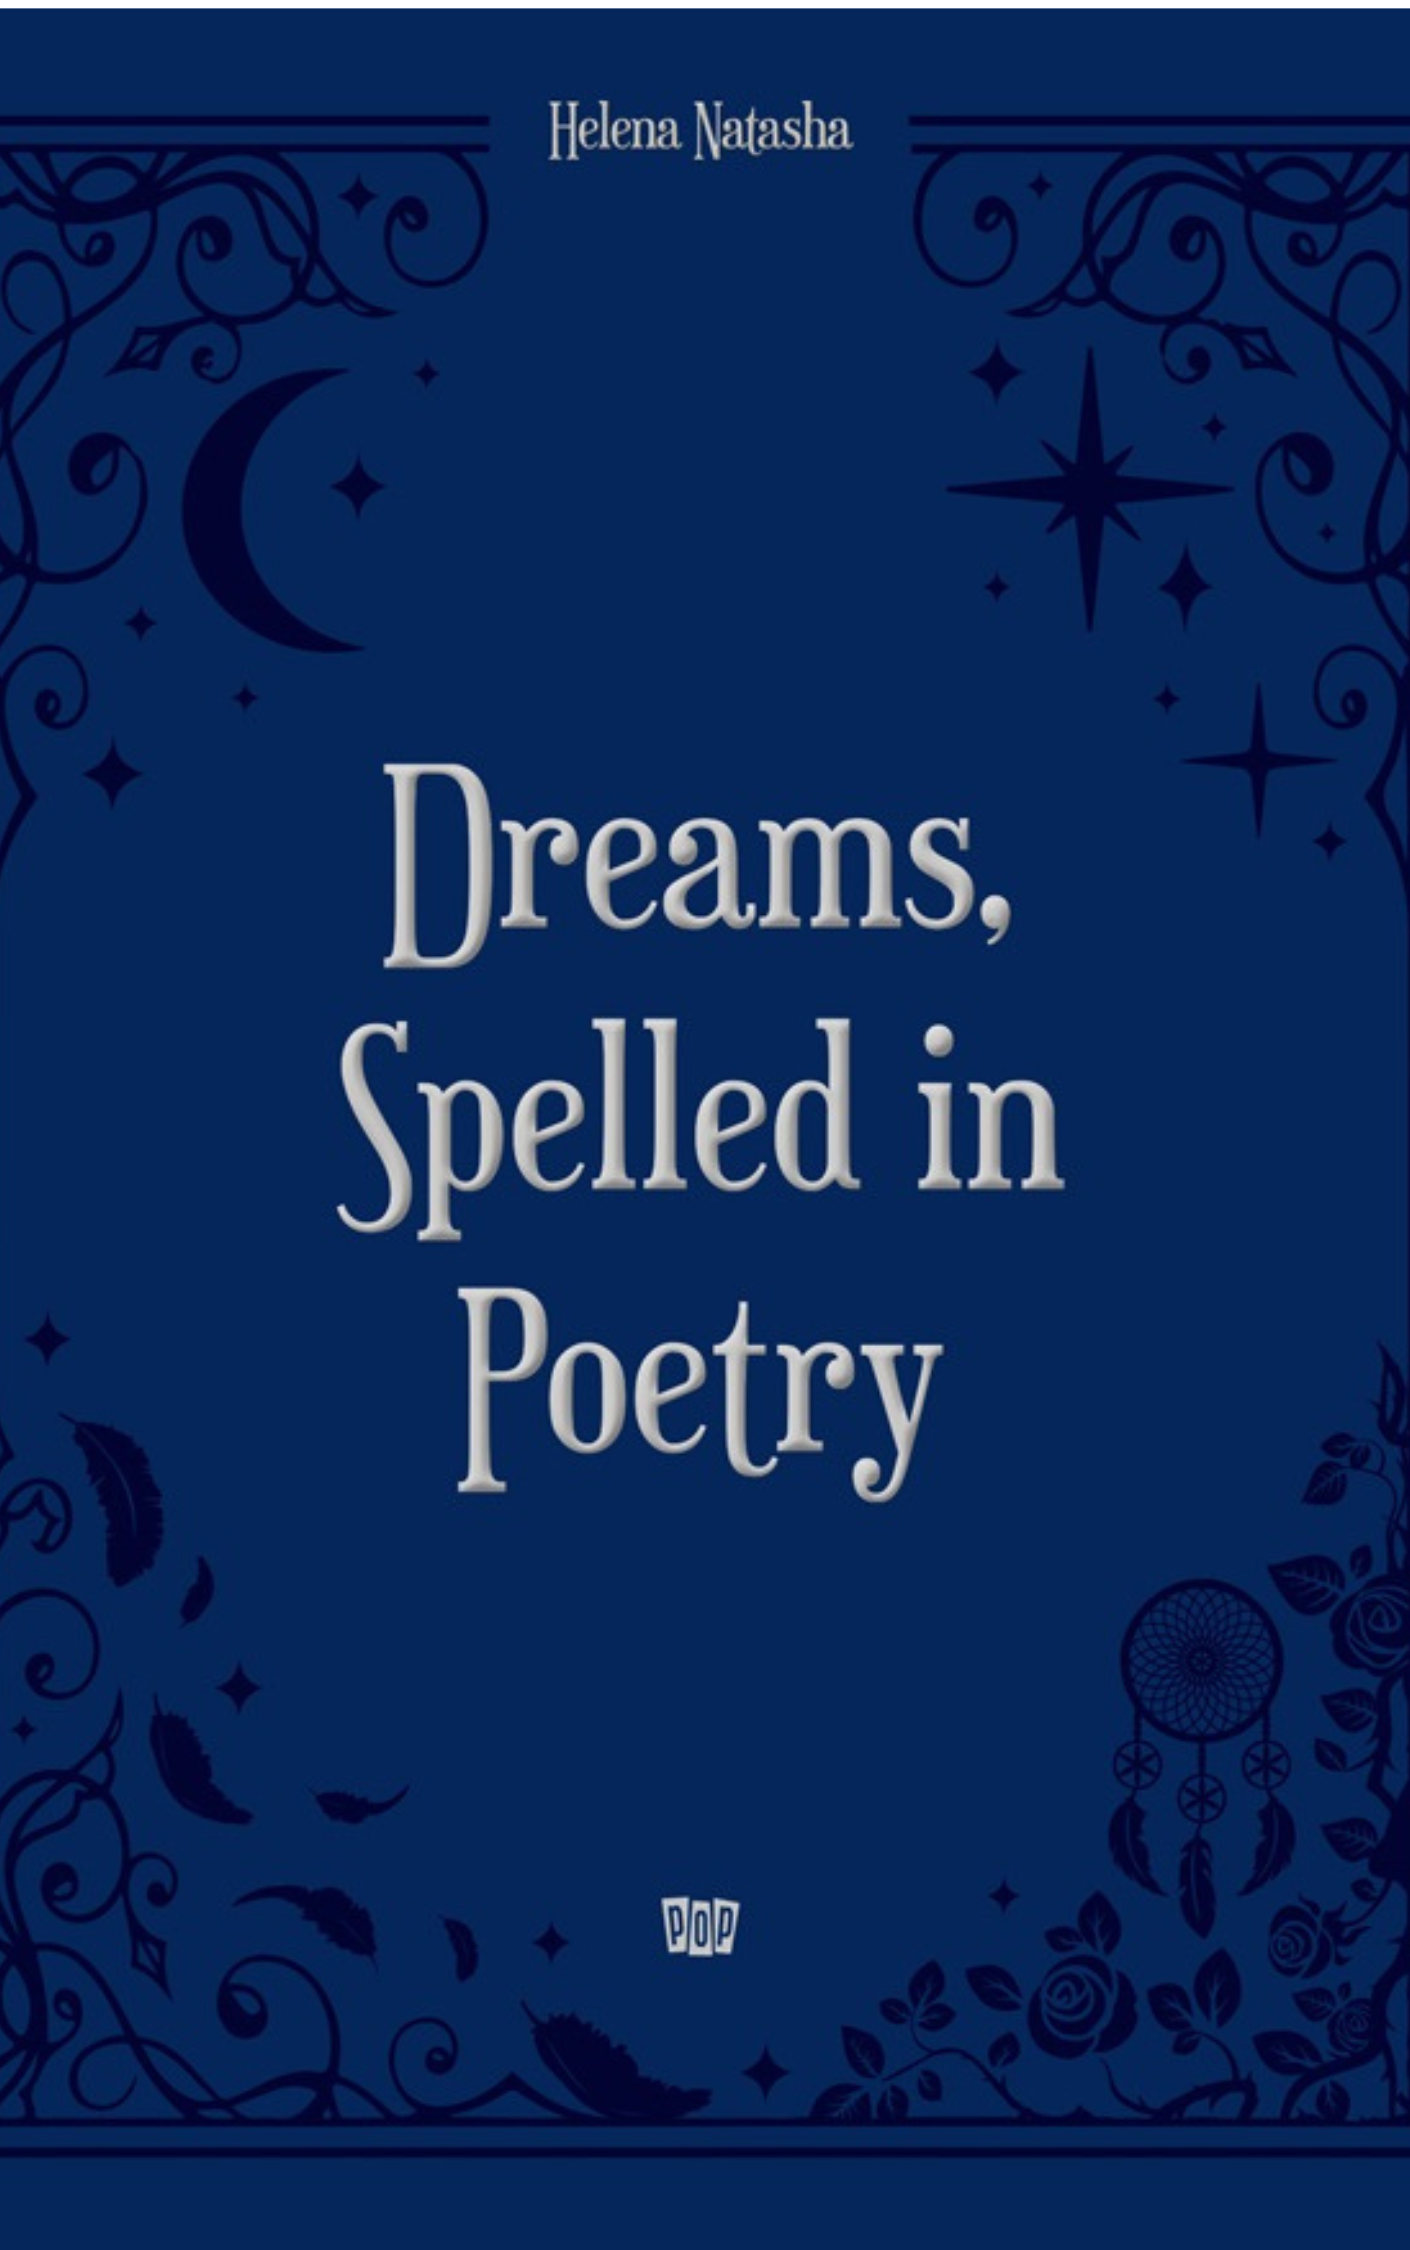 Helena Natasha
Dreams,
Spelled in
Poetry
POP